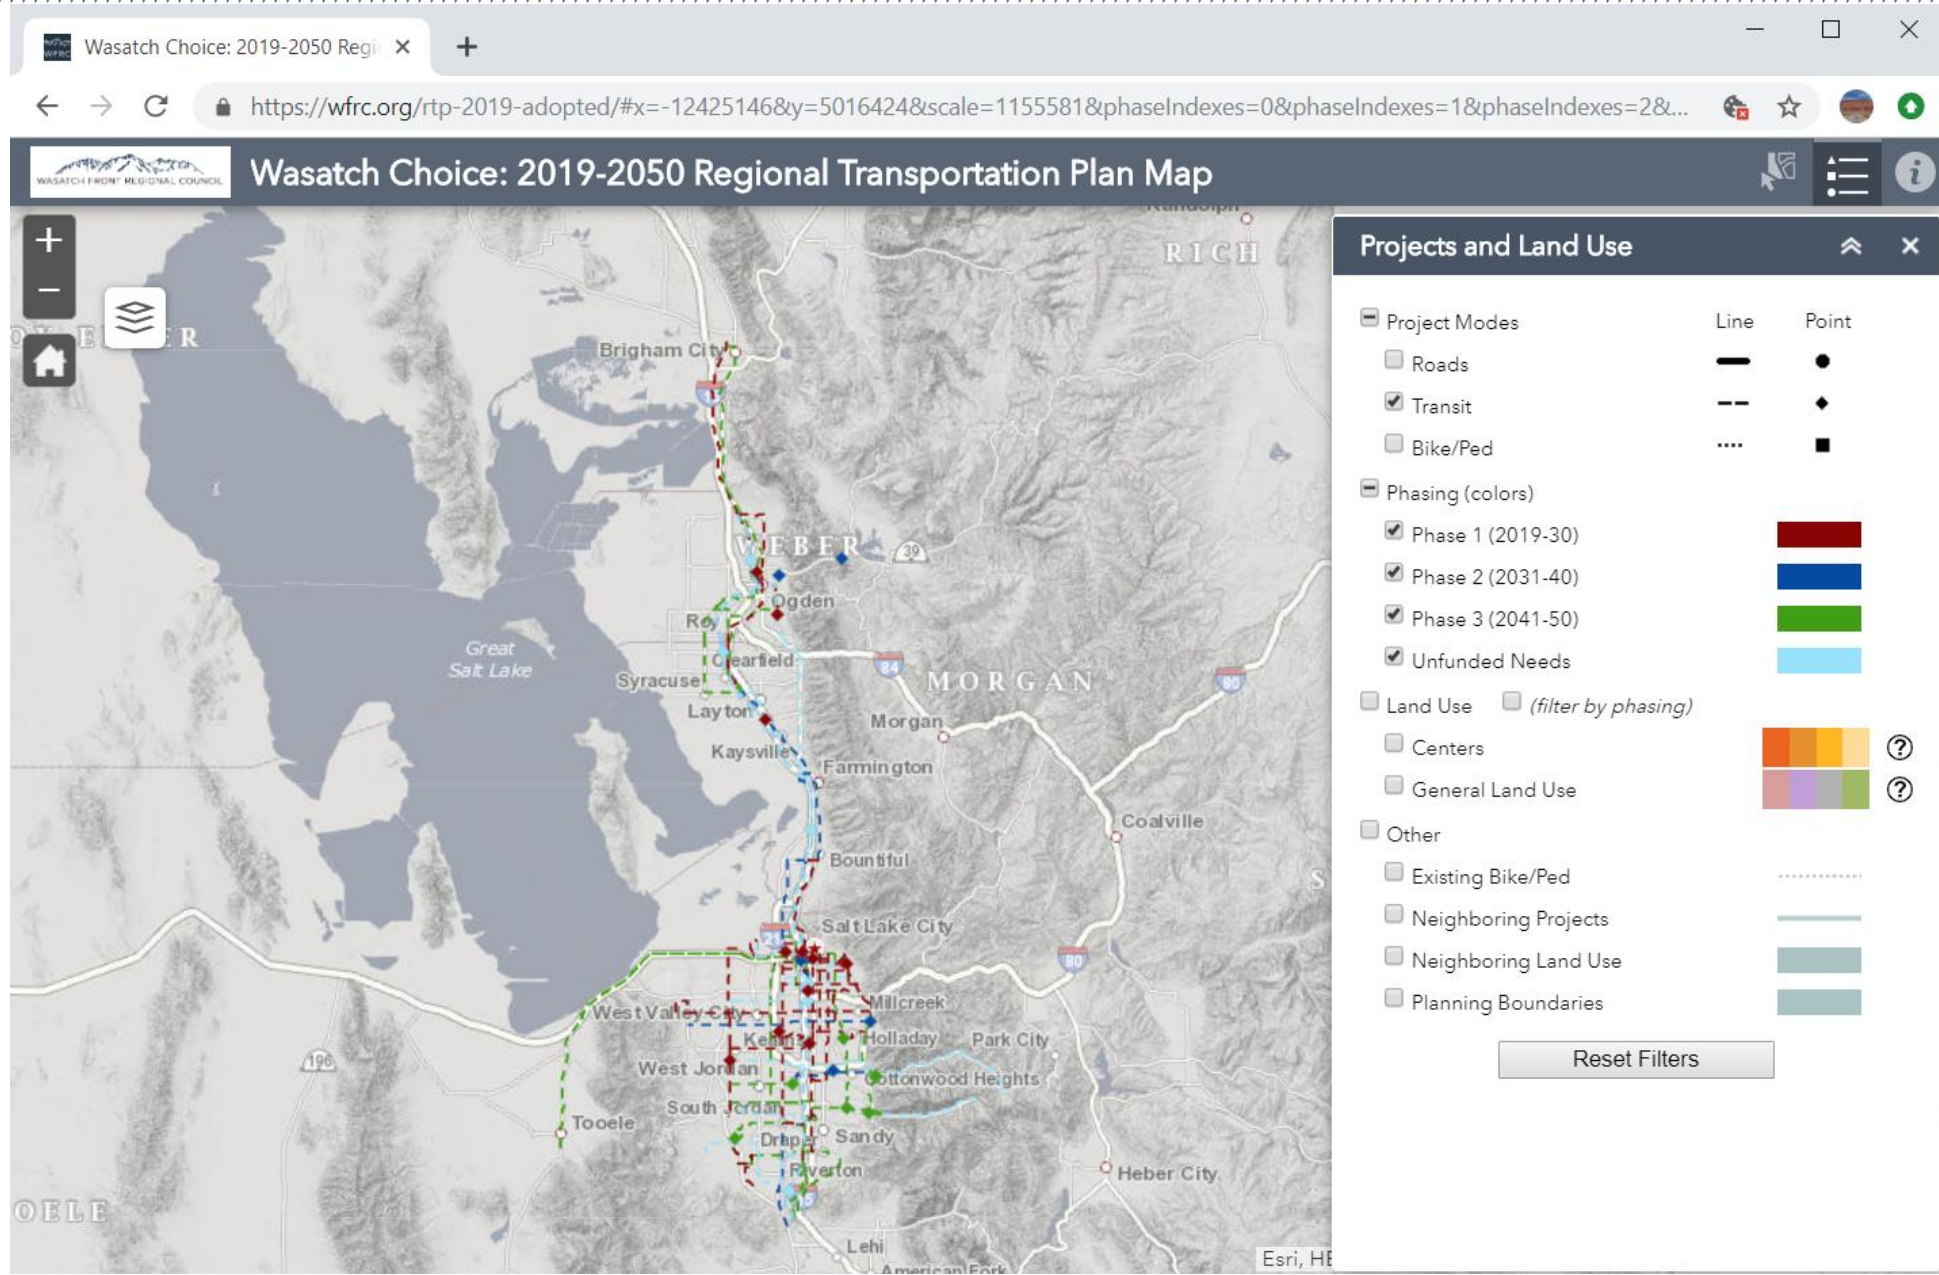 Wasatch Choice: 2019-2050 Regi
https://wfrc.org/rtp-2019-adopted/#x=-12425146&y=5016424&scale=1155581&phaseIndexes=0&phaseIndexes=1&phaseIndexes=2&...
WASATCH FRONT REGIONAL COUNCIL
Wasatch Choice: 2019-2050 Regional Transportation Plan Map
RICH
Brigham City
WEBER
39
Ogden
Roy
Great
Salt Lake
Clearfield
84
MORGAN
80
Syracuse
Layton
Morgan
Kaysville
Farmington
Coalville
Bountiful
Salt Lake City
80
Millcreek
West Valley City
Holladay
Park City
196
West Jordan
Cottonwood Heights
South Jordan
Tooele
Draper
Sandy
Riverton
Heber City
Lehi
American Fork
Esri, HE
Projects and Land Use
Project Modes Line Point
Roads
Transit
Bike/Ped
Phasing (colors)
Phase 1 (2019-30)
Phase 2 (2031-40)
Phase 3 (2041-50)
Unfunded Needs
Land Use (filter by phasing)
Centers ?
General Land Use ?
Other
Existing Bike/Ped
Neighboring Projects
Neighboring Land Use
Planning Boundaries
Reset Filters